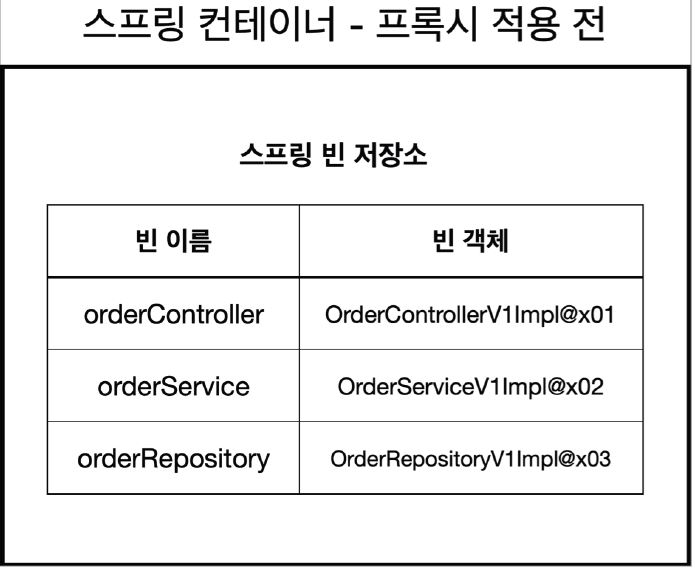 스프링 컨테이너 - 프록시 적용 전
스프링 빈 저장소
빈 이름 빈 객체
orderController OrderControllerV1Impl@x01
orderService OrderServiceV1Impl@x02
orderRepository OrderRepositoryV1Impl@x03